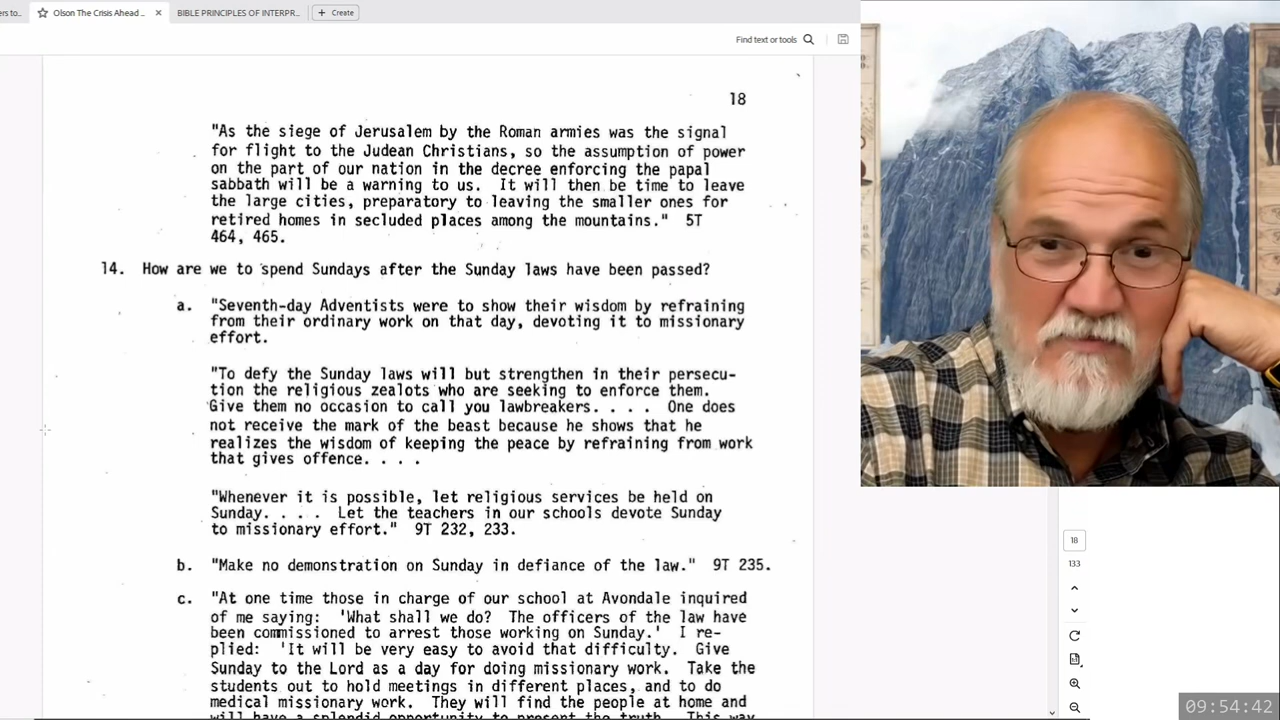 ers to..
Olson The Crisis Ahead ...
BIBLE PRINCIPLES OF INTERPR...
+ Create
Find text or tools
18
"As the siege of Jerusalem by the Roman armies was the signal
for flight to the Judean Christians, so the assumption of power
on the part of our nation in the decree enforcing the papal
sabbath will be a warning to us. It will then be time to leave
the large cities, preparatory to leaving the smaller ones for
retired homes in secluded places among the mountains." 5T
464, 465.
14. How are we to spend Sundays after the Sunday laws have been passed?
a. "Seventh-day Adventists were to show their wisdom by refraining
from their ordinary work on that day, devoting it to missionary
effort.
"To defy the Sunday laws will but strengthen in their persecu-
tion the religious zealots who are seeking to enforce them.
Give them no occasion to call you lawbreakers. . . . One does
not receive the mark of the beast because he shows that he
realizes the wisdom of keeping the peace by refraining from work
that gives offence. . . .
"Whenever it is possible, let religious services be held on
Sunday. . . . Let the teachers in our schools devote Sunday
to missionary effort." 9T 232, 233.
b. "Make no demonstration on Sunday in defiance of the law." 9T 235.
c. "At one time those in charge of our school at Avondale inquired
of me saying: 'What shall we do? The officers of the law have
been commissioned to arrest those working on Sunday.' I re-
plied: 'It will be very easy to avoid that difficulty. Give
Sunday to the Lord as a day for doing missionary work. Take the
students out to hold meetings in different places, and to do
medical missionary work. They will find the people at home and
will have a splendid opportunity to present the truth. This way
18
133
09:54:42